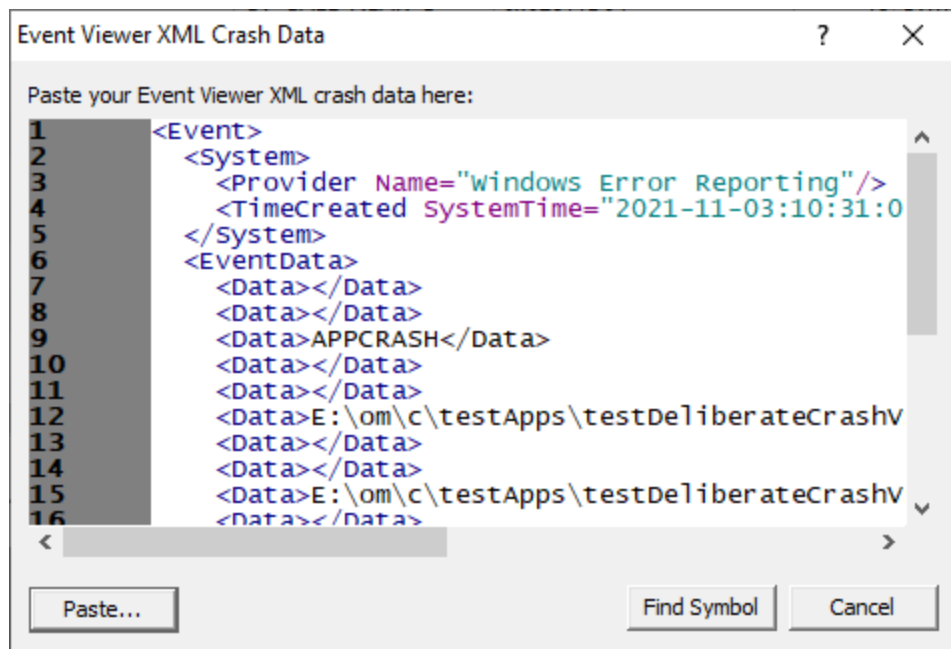 Event Viewer XML Crash Data ? X
Paste your Event Viewer XML crash data here:
1 <Event>
2 <System>
3 <Provider Name="Windows Error Reporting"/>
4 <TimeCreated SystemTime="2021-11-03:10:31:0
5 </System>
6 <EventData>
7 <Data></Data>
8 <Data></Data>
9 <Data>APPCRASH</Data>
10 <Data></Data>
11 <Data></Data>
12 <Data>E:\om\c\testApps\testDeliberateCrashV
13 <Data></Data>
14 <Data></Data>
15 <Data>E:\om\c\testApps\testDeliberateCrashV
16 <Data></Data>
Paste... Find Symbol Cancel